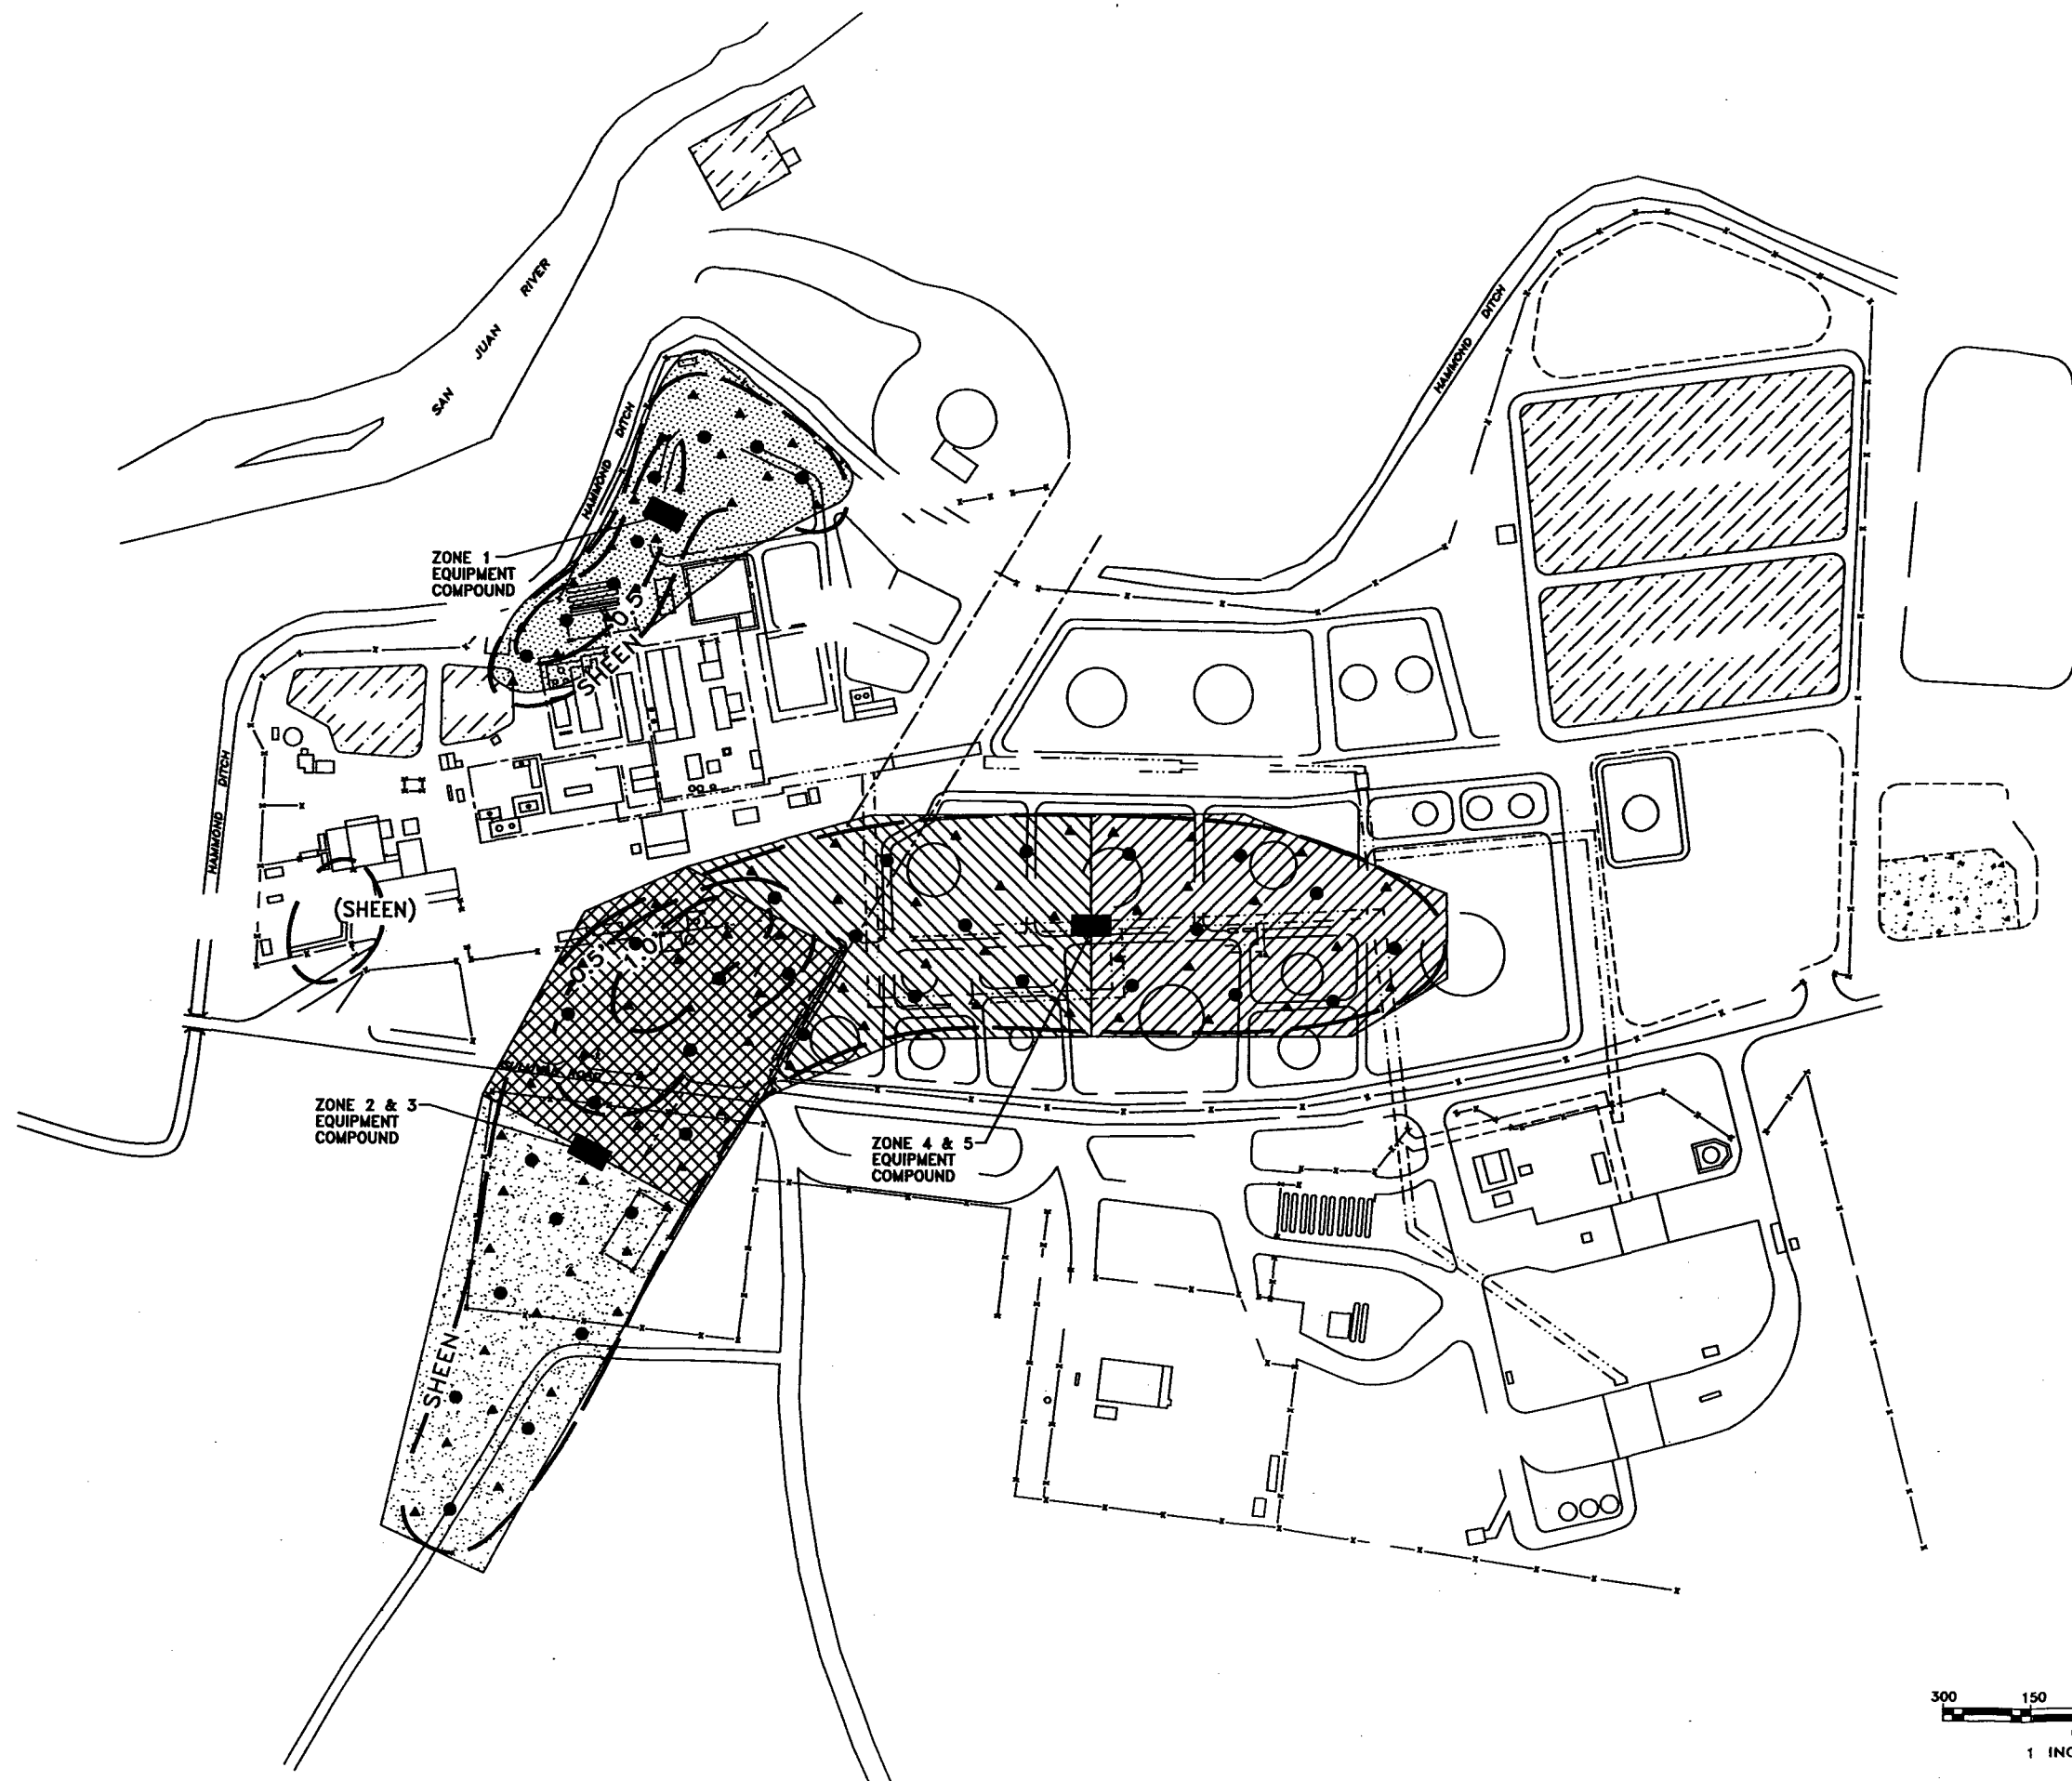 SAN JUAN RIVER
HAMMOND DITCH
HAMMOND DITCH
ZONE 1
EQUIPMENT
COMPOUND
0.5
SHEEN
HAMMOND DITCH
(SHEEN)
0.51
1.0
ZONE 2 & 3
EQUIPMENT
COMPOUND
ZONE 4 & 5
EQUIPMENT
COMPOUND
SHEEN
300 150
1 INC